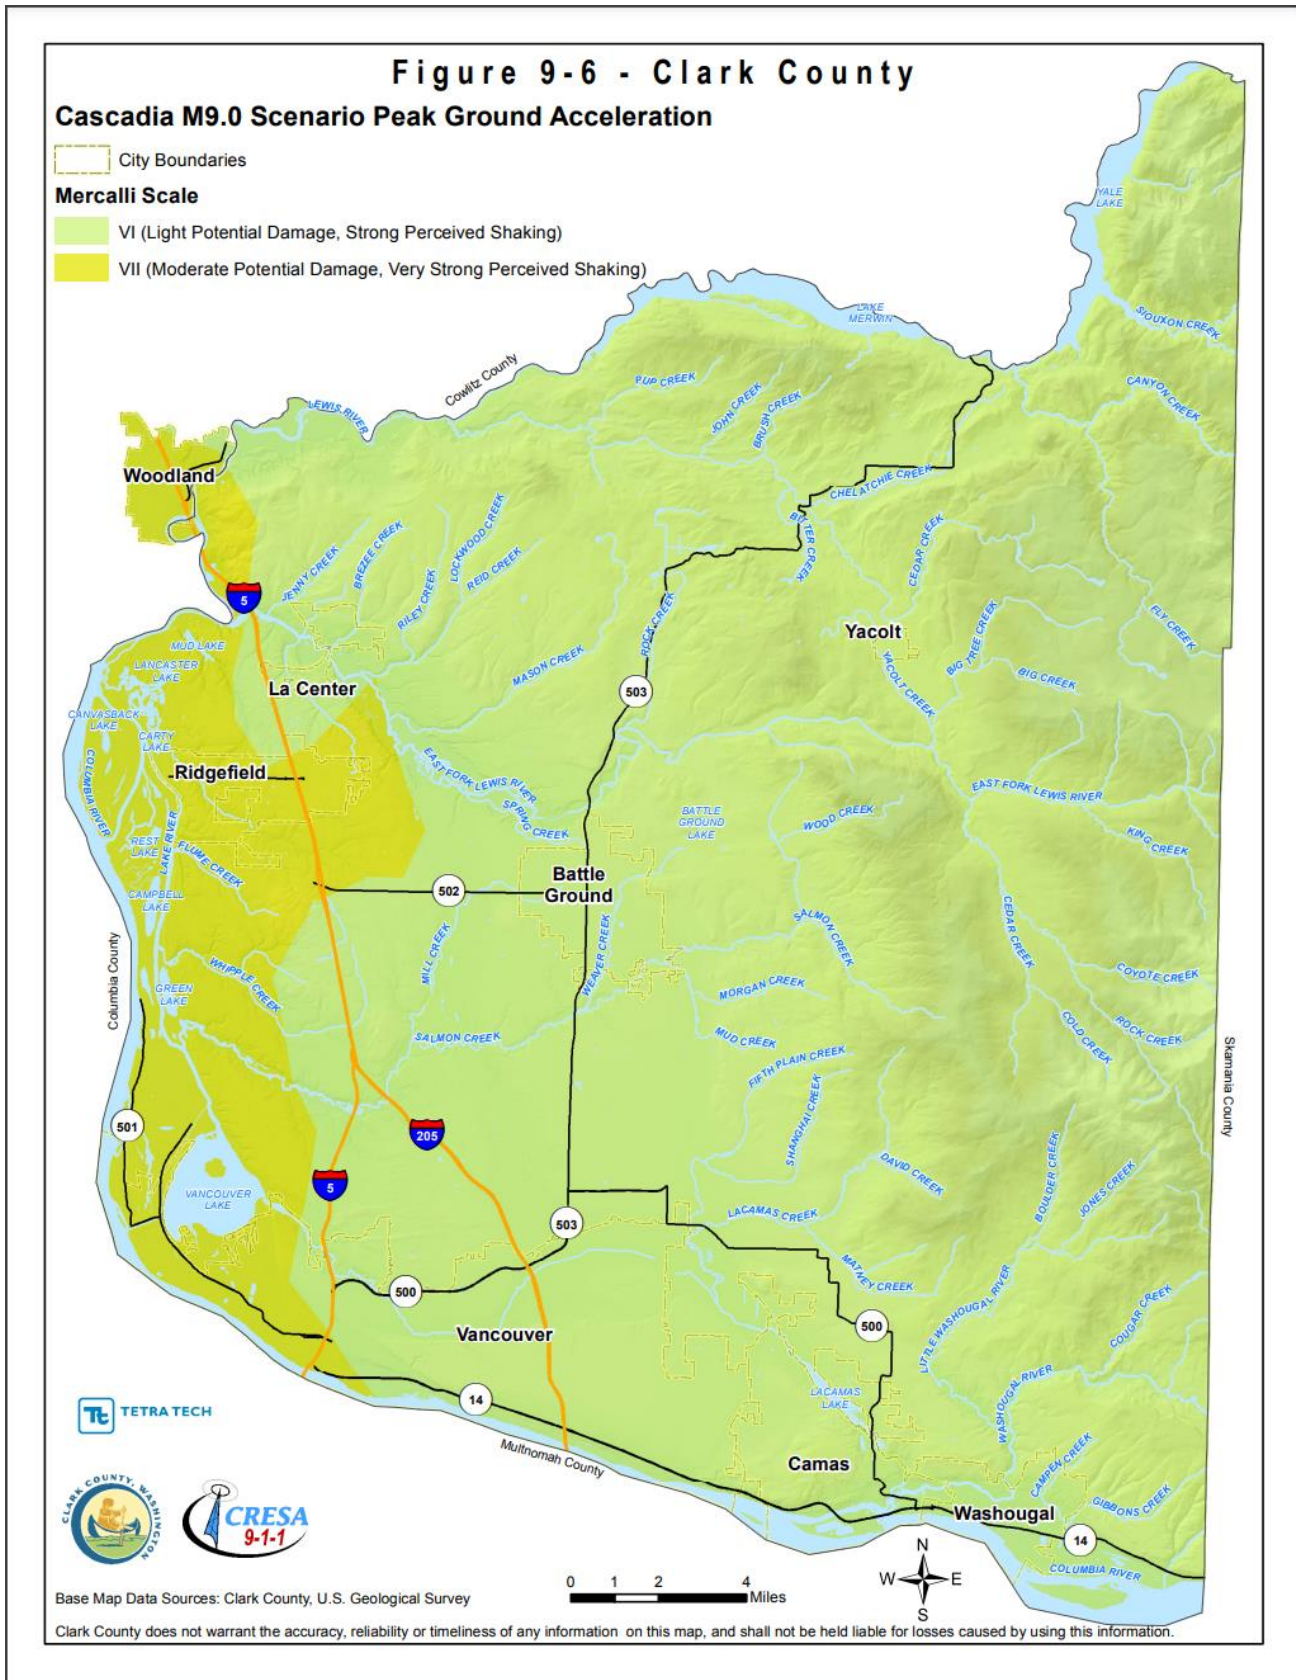 Figure 9-6 - Clark County
Cascadia M9.0 Scenario Peak Ground Acceleration
City Boundaries
Mercalli Scale
VI (Light Potential Damage, Strong Perceived Shaking)
VII (Moderate Potential Damage, Very Strong Perceived Shaking)
YALE
LAKE
LAKE
MERWIN
SIOUXON CREEK
Cowlitz County
PUP CREEK
JOHN CREEK
BRUSH CREEK
CANYON CREEK
LEWIS RIVER
Woodland
CHELATCHIE CREEK
BITTER CREEK
CEDAR CREEK
LOCKWOOD CREEK
BREZEE CREEK
JENNY CREEK
REID CREEK
RILEY CREEK
5
ROCK CREEK
FLY CREEK
Yacolt
BIG TREE CREEK
MUD LAKE
LANCASTER
LAKE
MASON CREEK
YACOLT CREEK
BIG CREEK
La Center
503
CANVASBACK
LAKE
CARTY
LAKE
COLUMBIA RIVER
Ridgefield
EAST FORK LEWIS RIVER
EAST FORK LEWIS RIVER
SPRING CREEK
BATTLE
GROUND
LAKE
WOOD CREEK
KING
CREEK
REST
LAKE
LAKE RIVER
FLUME CREEK
CAMPBELL
LAKE
502
Battle
Ground
SALMON CREEK
CEDAR CREEK
WEAVER CREEK
MILL CREEK
WHIPPLE CREEK
GREEN
LAKE
Columbia County
COYOTE CREEK
MORGAN CREEK
MUD CREEK
SALMON CREEK
COLD CREEK
ROCK CREEK
FIFTH PLAIN CREEK
SHANGHAI CREEK
Skamania County
501
205
5
VANCOUVER
LAKE
DAVID CREEK
BOULDER CREEK
JONES CREEK
LACAMAS CREEK
503
MATNEY CREEK
500
LITTLE WASHOUGAL RIVER
COUGAR CREEK
Vancouver
500
14
LACAMAS
LAKE
WASHOUGAL RIVER
TETRA TECH
Tt
Multnomah County
Camas
CAMPEN CREEK
GIBBONS CREEK
Washougal
14
COLUMBIA RIVER
CLARK COUNTY, WASHINGTON
CRESA
9-1-1
N
W E
S
0 1 2 4
Miles
Base Map Data Sources: Clark County, U.S. Geological Survey
Clark County does not warrant the accuracy, reliability or timeliness of any information on this map, and shall not be held liable for losses caused by using this information.